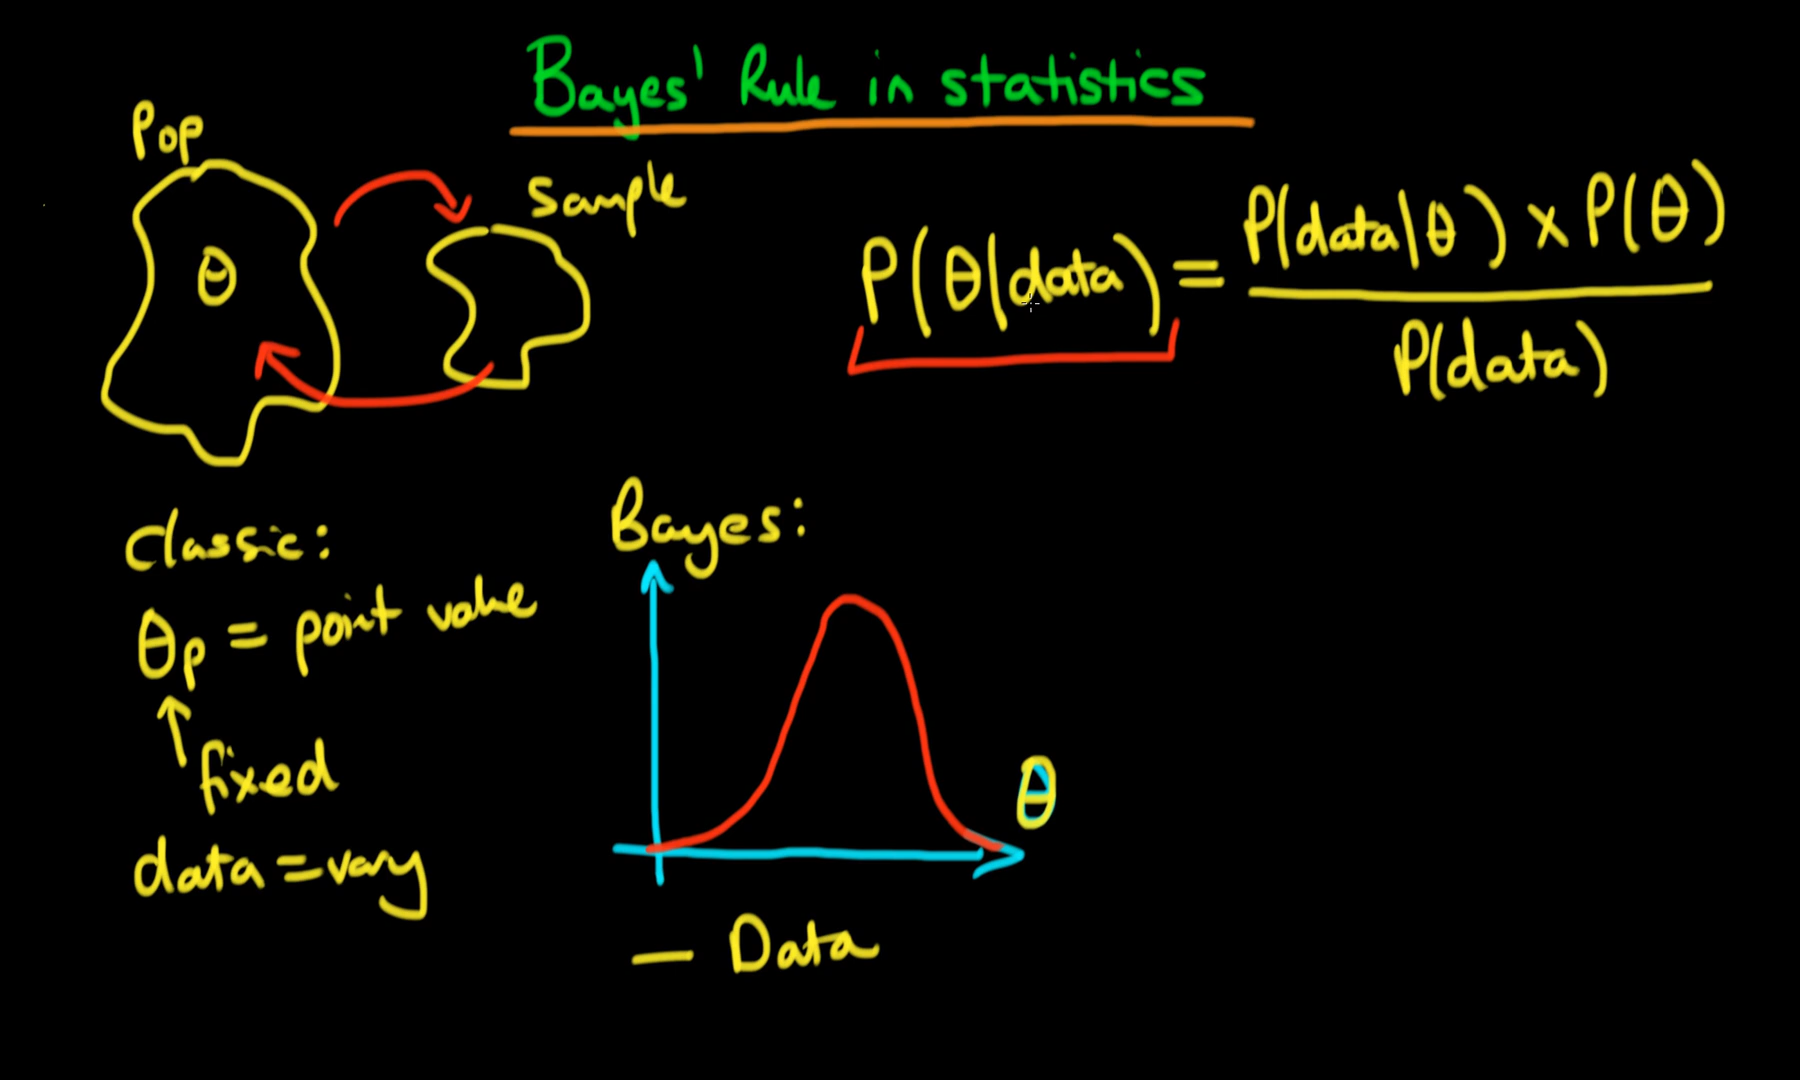 Bayes' Rule in statistics
Pop
sample
θ
P(θ|data) = P(data|θ) x P(θ)
P(data)
classic:
θp = point value
fixed
data = vary
Bayes:
θ
— Data